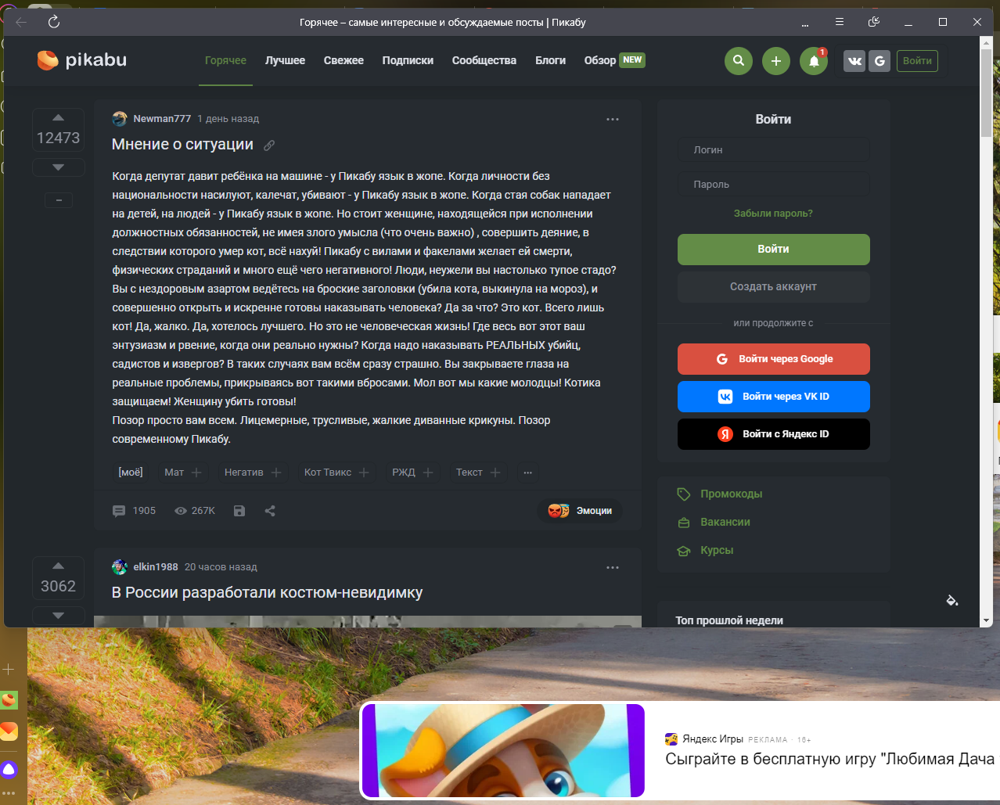 Горячее – самые интересные и обсуждаемые посты | Пикабу
pikabu
Горячее Лучшее Свежее Подписки Сообщества Блоги Обзор NEW
1
Войти
12473
Newman777 1 день назад
Мнение о ситуации
Когда депутат давит ребёнка на машине - у Пикабу язык в жопе. Когда личности без
национальности насилуют, калечат, убивают - у Пикабу язык в жопе. Когда стая собак нападает
на детей, на людей - у Пикабу язык в жопе. Но стоит женщине, находящейся при исполнении
должностных обязанностей, не имея злого умысла (что очень важно) , совершить деяние, в
следствии которого умер кот, всё нахуй! Пикабу с вилами и факелами желает ей смерти,
физических страданий и много ещё чего негативного! Люди, неужели вы настолько тупое стадо?
Вы с нездоровым азартом ведётесь на броские заголовки (убила кота, выкинула на мороз), и
совершенно открыть и искренне готовы наказывать человека? Да за что? Это кот. Всего лишь
кот! Да, жалко. Да, хотелось лучшего. Но это не человеческая жизнь! Где весь вот этот ваш
энтузиазм и рвение, когда они реально нужны? Когда надо наказывать РЕАЛЬНЫХ убийц,
садистов и извергов? В таких случаях вам всём сразу страшно. Вы закрываете глаза на
реальные проблемы, прикрываясь вот такими вбросами. Мол вот мы какие молодцы! Котика
защищаем! Женщину убить готовы!
Позор просто вам всем. Лицемерные, трусливые, жалкие диванные крикуны. Позор
современному Пикабу.
[моё] Мат Негатив Кот Твикс РЖД Текст
1905 267K Эмоции
3062
elkin1988 20 часов назад
В России разработали костюм-невидимку
Войти
Логин
Пароль
Забыли пароль?
Войти
Создать аккаунт
или продолжите с
Войти через Google
Войти через VK ID
Войти с Яндекс ID
Промокоды
Вакансии
Курсы
Топ прошлой недели
Яндекс Игры РЕКЛАМА · 16+
Сыграйте в бесплатную игру "Любимая Дача